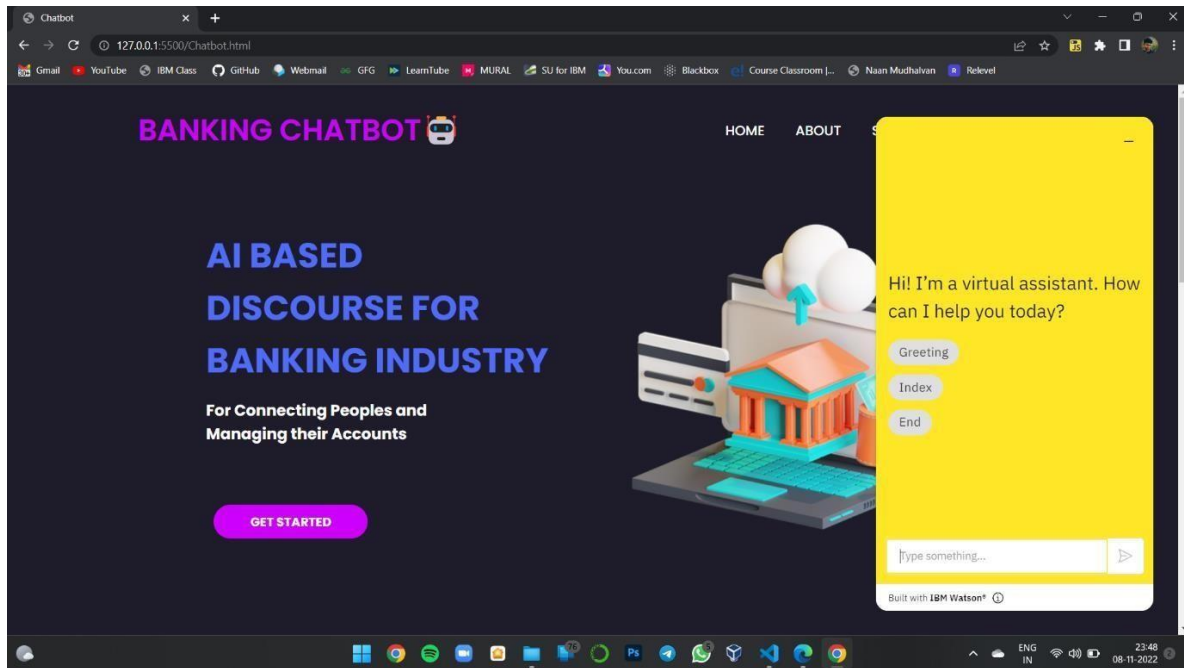 Chatbot
127.0.0.1:5500/Chatbot.html
Gmail YouTube IBM Class GitHub Webmail GFG LearnTube MURAL SU for IBM You.com Blackbox Course Classroom |... Naan Mudhalvan Relevel
BANKING CHATBOT
HOME ABOUT S
AI BASED
DISCOURSE FOR
BANKING INDUSTRY
For Connecting Peoples and
Managing their Accounts
GET STARTED
Hi! I'm a virtual assistant. How
can I help you today?
Greeting
Index
End
Type something...
Built with IBM Watson®
Ps
ENG
IN
23:48
08-11-2022